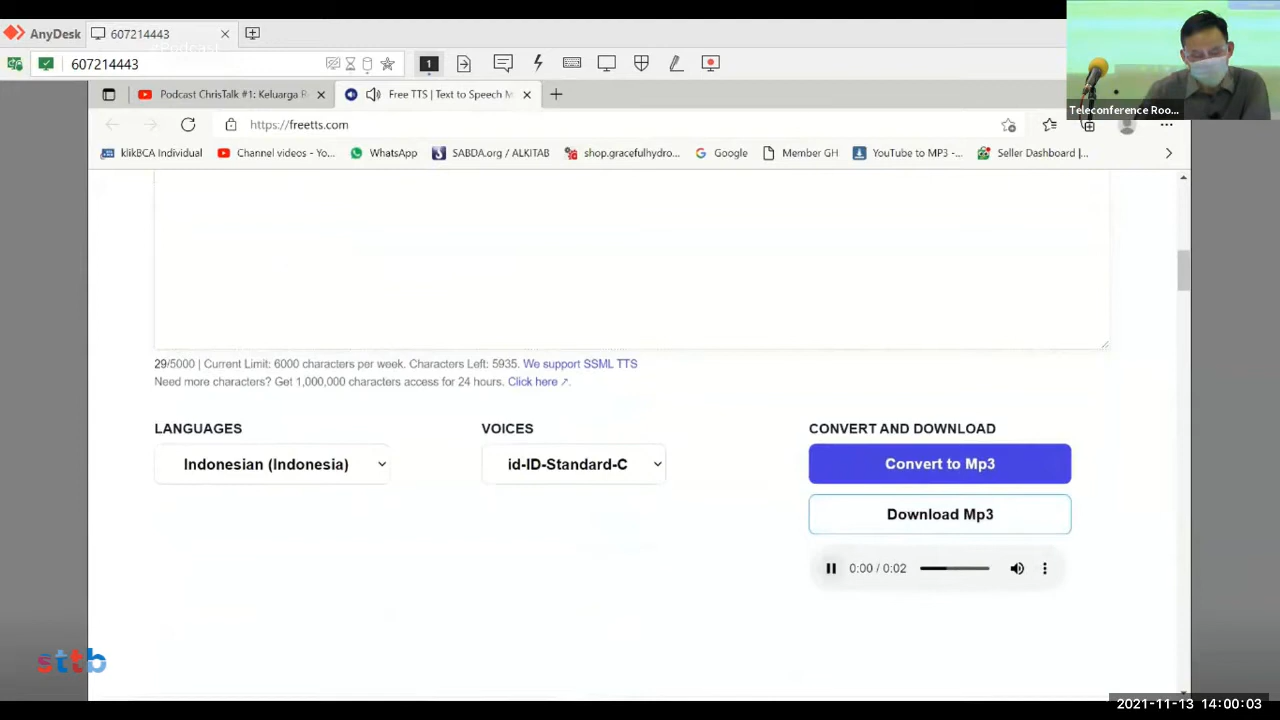 AnyDesk
607214443
#Podcast
607214443
1
Teleconference Roo...
Podcast ChrisTalk #1: Keluarga R
Free TTS | Text to Speech M
https://freetts.com
klikBCA Individual
Channel videos - Yo...
WhatsApp
SABDA.org / ALKITAB
shop.gracefulhydro...
Google
Member GH
YouTube to MP3 -...
Seller Dashboard |...
29/5000 | Current Limit: 6000 characters per week. Characters Left: 5935. We support SSML TTS
Need more characters? Get 1,000,000 characters access for 24 hours. Click here ↗.
LANGUAGES
VOICES
CONVERT AND DOWNLOAD
Indonesian (Indonesia)
id-ID-Standard-C
Convert to Mp3
Download Mp3
0:00 / 0:02
sttb
2021-11-13 14:00:03